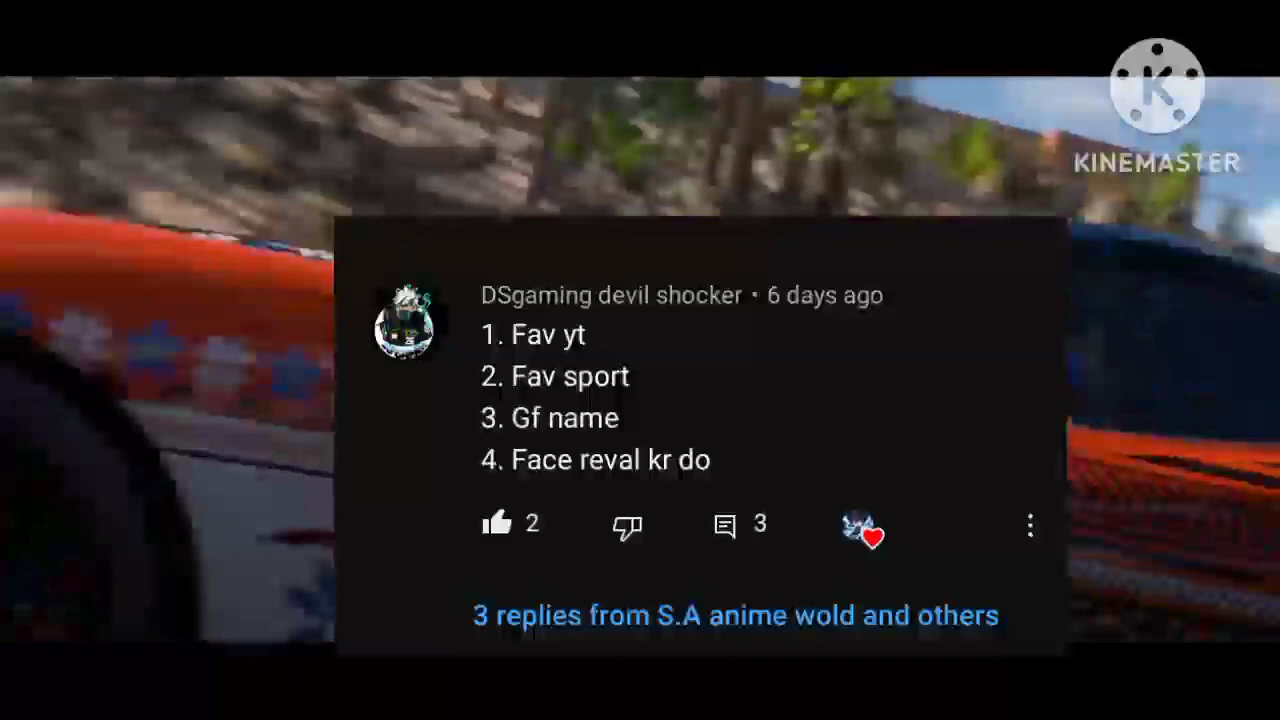 KINEMASTER
DSgaming devil shocker • 6 days ago
1. Fav yt
2. Fav sport
3. Gf name
4. Face reval kr do
2
3
3 replies from S.A anime wold and others